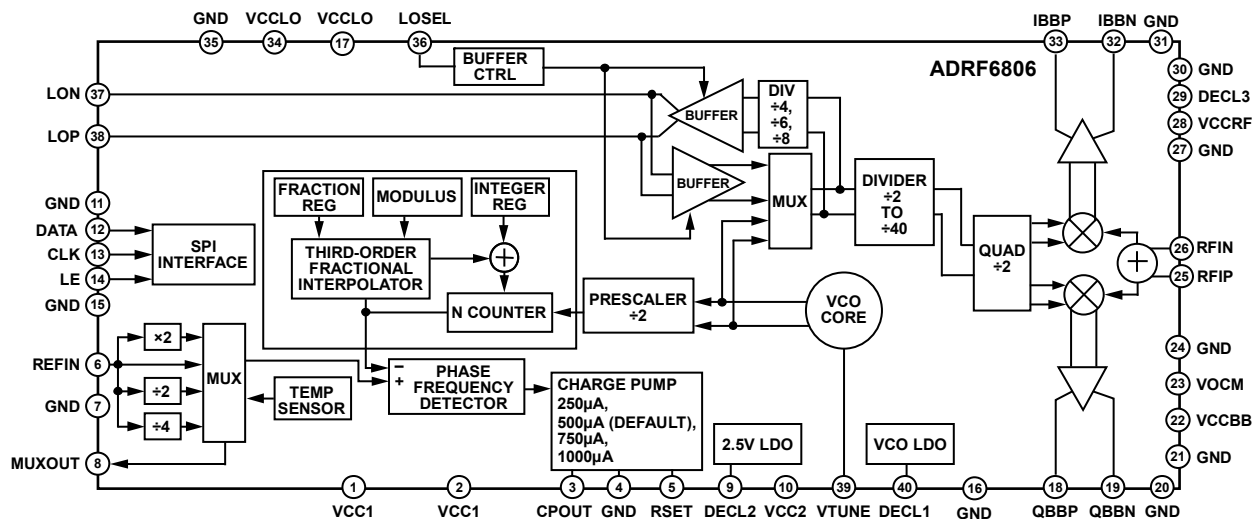 GND VCCLO VCCLO LOSEL IBBP IBBN GND
35 34 17 36 33 32 31
BUFFER
CTRL
ADRF6806
30 GND
29 DECL3
28 VCCRF
27 GND
LON 37
LOP 38
BUFFER
DIV
÷4,
÷6,
÷8
BUFFER
MUX
DIVIDER
÷2
TO
÷40
QUAD
÷2
26 RFIN
25 RFIP
FRACTION
REG
MODULUS
INTEGER
REG
THIRD-ORDER
FRACTIONAL
INTERPOLATOR
+
N COUNTER
PRESCALER
÷2
VCO
CORE
+
GND 11
DATA 12
CLK 13
LE 14
GND 15
SPI
INTERFACE
REFIN 6
GND 7
MUXOUT 8
×2
÷2
÷4
MUX
TEMP
SENSOR
−
+
PHASE
FREQUENCY
DETECTOR
CHARGE PUMP
250µA,
500µA (DEFAULT),
750µA,
1000µA
2.5V LDO
VCO LDO
24 GND
23 VOCM
22 VCCBB
21 GND
1 2 3 4 5 9 10 39 40 16 18 19 20
VCC1 VCC1 CPOUT GND RSET DECL2 VCC2 VTUNE DECL1 GND QBBP QBBN GND